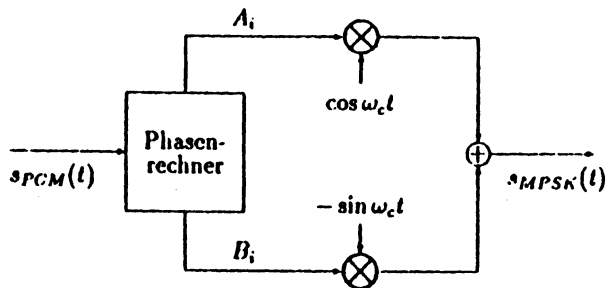 A_i
cos ω_c t
Phasen-
rechner
s_PCM(t)
s_MPSK(t)
− sin ω_c t
B_i